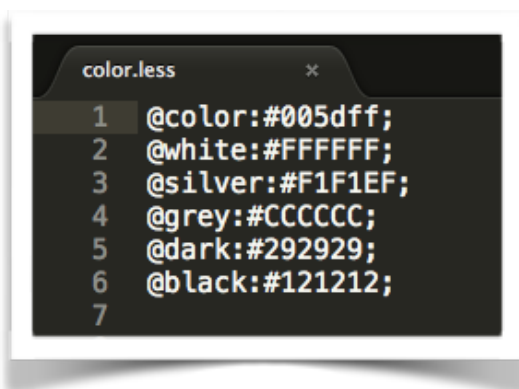 color.less ×
1 @color:#005dff;
2 @white:#FFFFFF;
3 @silver:#F1F1EF;
4 @grey:#CCCCCC;
5 @dark:#292929;
6 @black:#121212;
7